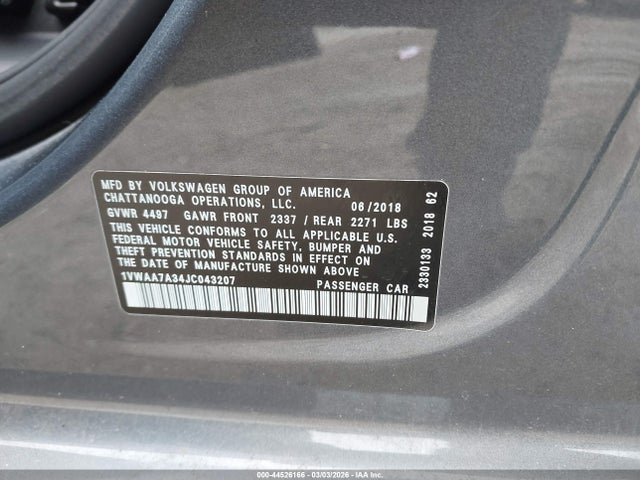 MFD BY VOLKSWAGEN GROUP OF AMERICA
CHATTANOOGA OPERATIONS, LLC. 06/2018
GVWR 4497 GAWR FRONT 2337 / REAR 2271 LBS
THIS VEHICLE CONFORMS TO ALL APPLICABLE U.S.
FEDERAL MOTOR VEHICLE SAFETY, BUMPER AND
THEFT PREVENTION STANDARDS IN EFFECT ON
THE DATE OF MANUFACTURE SHOWN ABOVE
1VWAA7A34JC043207 PASSENGER CAR
2330133 2018 62
000-44526166 - 03/03/2026 - IAA Inc.